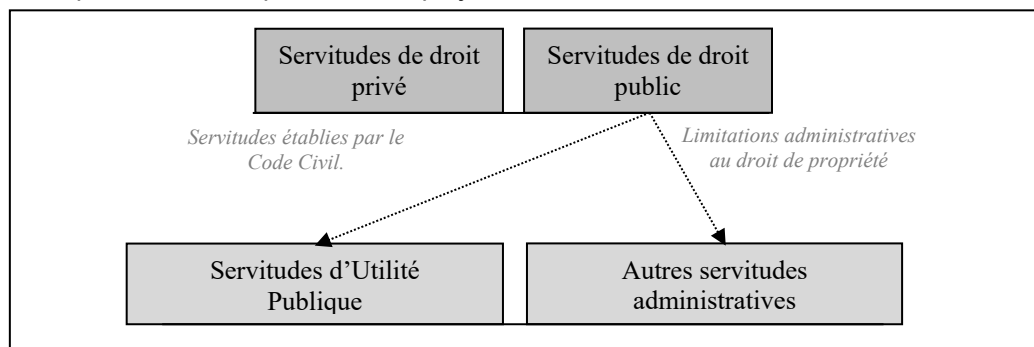 Servitudes de droit
privé
Servitudes de droit
public
Servitudes établies par le
Code Civil.
Limitations administratives
au droit de propriété
Servitudes d'Utilité
Publique
Autres servitudes
administratives